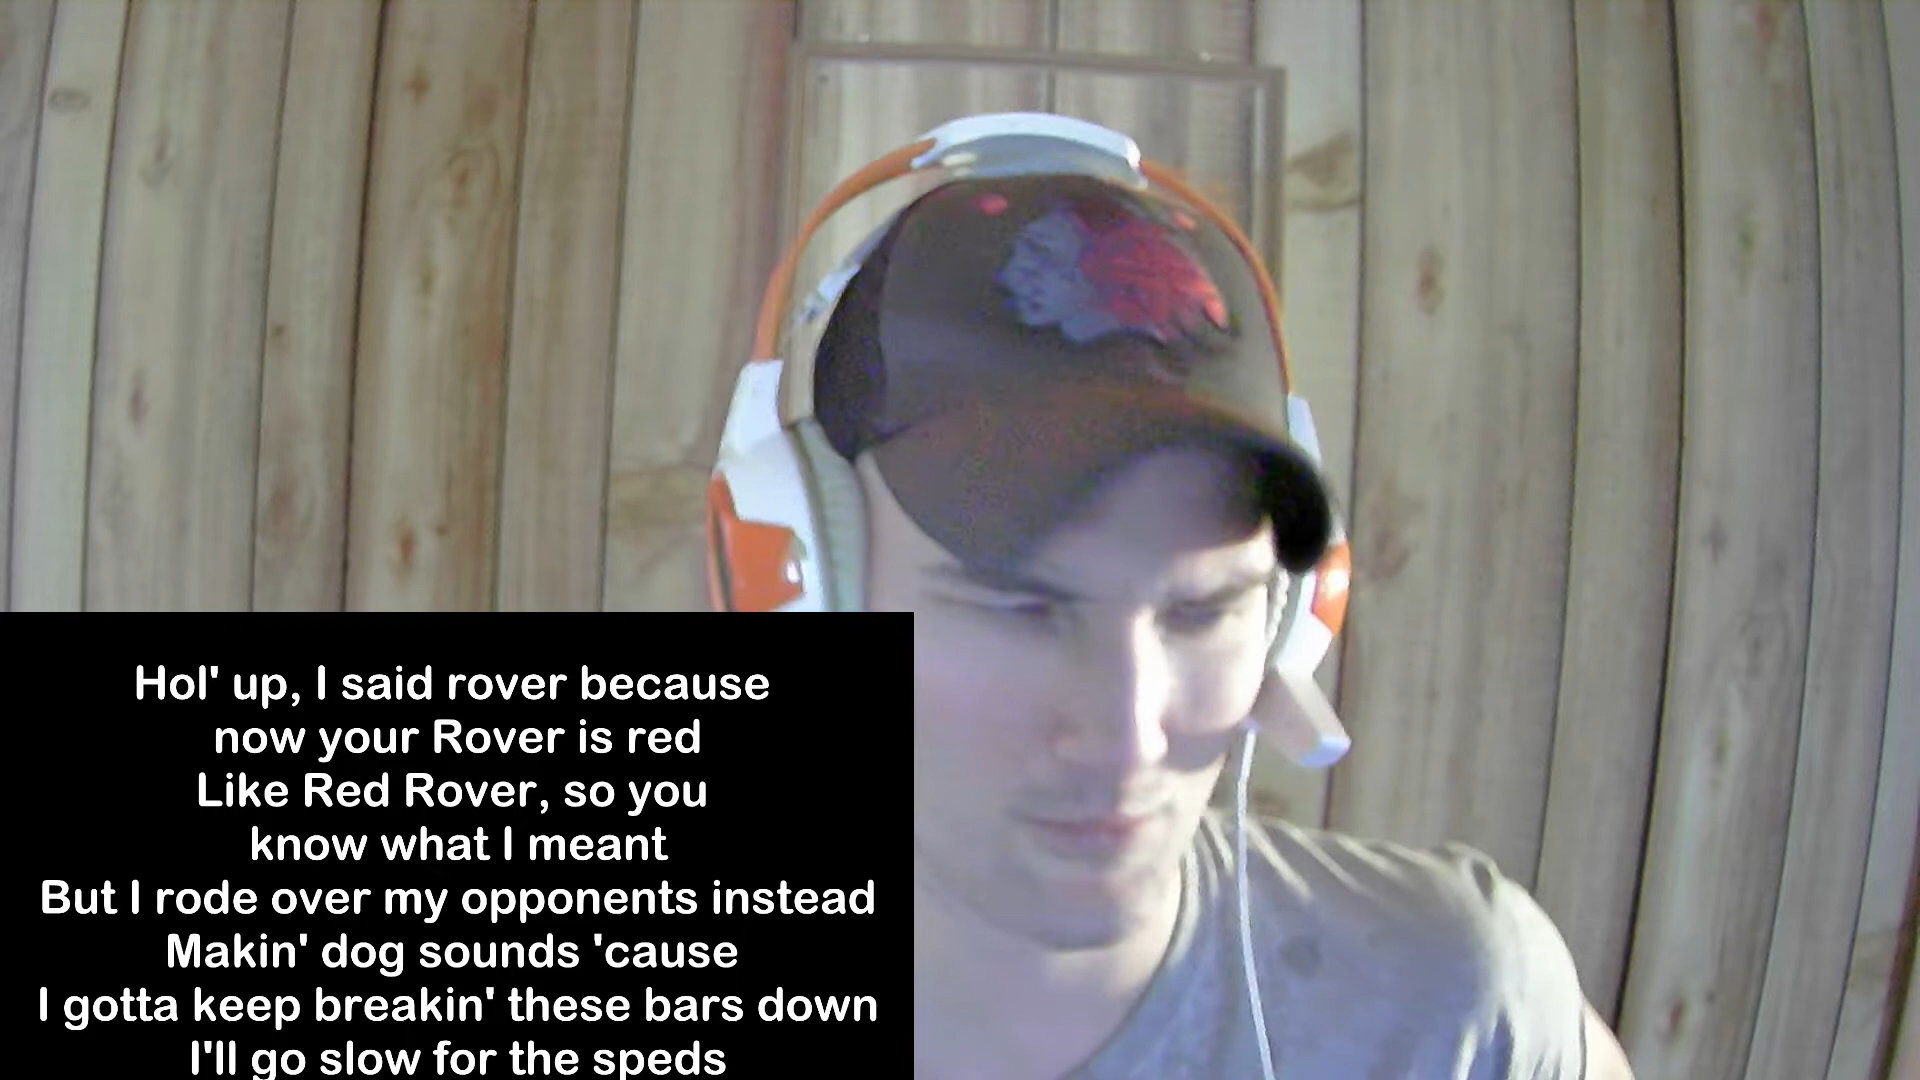 Hol' up, I said rover because
now your Rover is red
Like Red Rover, so you
know what I meant
But I rode over my opponents instead
Makin' dog sounds 'cause
I gotta keep breakin' these bars down
I'll go slow for the speds